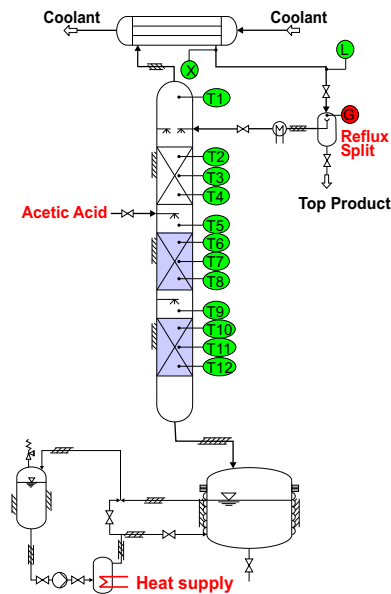 Coolant
Coolant
L
X
T1
G
Reflux
Split
M
T2
T3
T4
Top Product
Acetic Acid
T5
T6
T7
T8
T9
T10
T11
T12
Heat supply